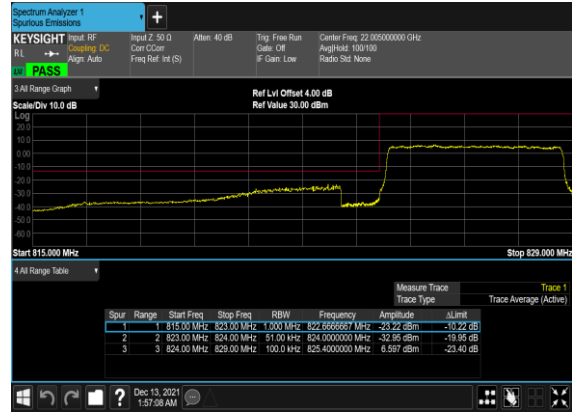 Spectrum Analyzer 1
Spurious Emissions
KEYSIGHT Input: RF Input Z: 50 Ω Atten: 40 dB Trig: Free Run Center Freq: 22.005000000 GHz
RL Coupling: DC Corr CCorr Gate: Off Avg|Hold: 100/100
Align: Auto Freq Ref: Int (S) IF Gain: Low Radio Std: None
PASS
3 All Range Graph
Ref Lvl Offset 4.00 dB
Scale/Div 10.0 dB Ref Value 30.00 dBm
Log
20.0
10.0
0.00
-10.0
-20.0
-30.0
-40.0
-50.0
-60.0
Start 815.000 MHz Stop 829.000 MHz
4 All Range Table
Measure Trace Trace 1
Trace Type Trace Average (Active)
Spur Range Start Freq Stop Freq RBW Frequency Amplitude ΔLimit
1 1 815.00 MHz 823.00 MHz 1.000 MHz 822.6666667 MHz -23.22 dBm -10.22 dB
2 2 823.00 MHz 824.00 MHz 51.00 kHz 824.0000000 MHz -32.95 dBm -19.95 dB
3 3 824.00 MHz 829.00 MHz 100.0 kHz 825.4000000 MHz 6.597 dBm -23.40 dB
? Dec 13, 2021
1:57:08 AM